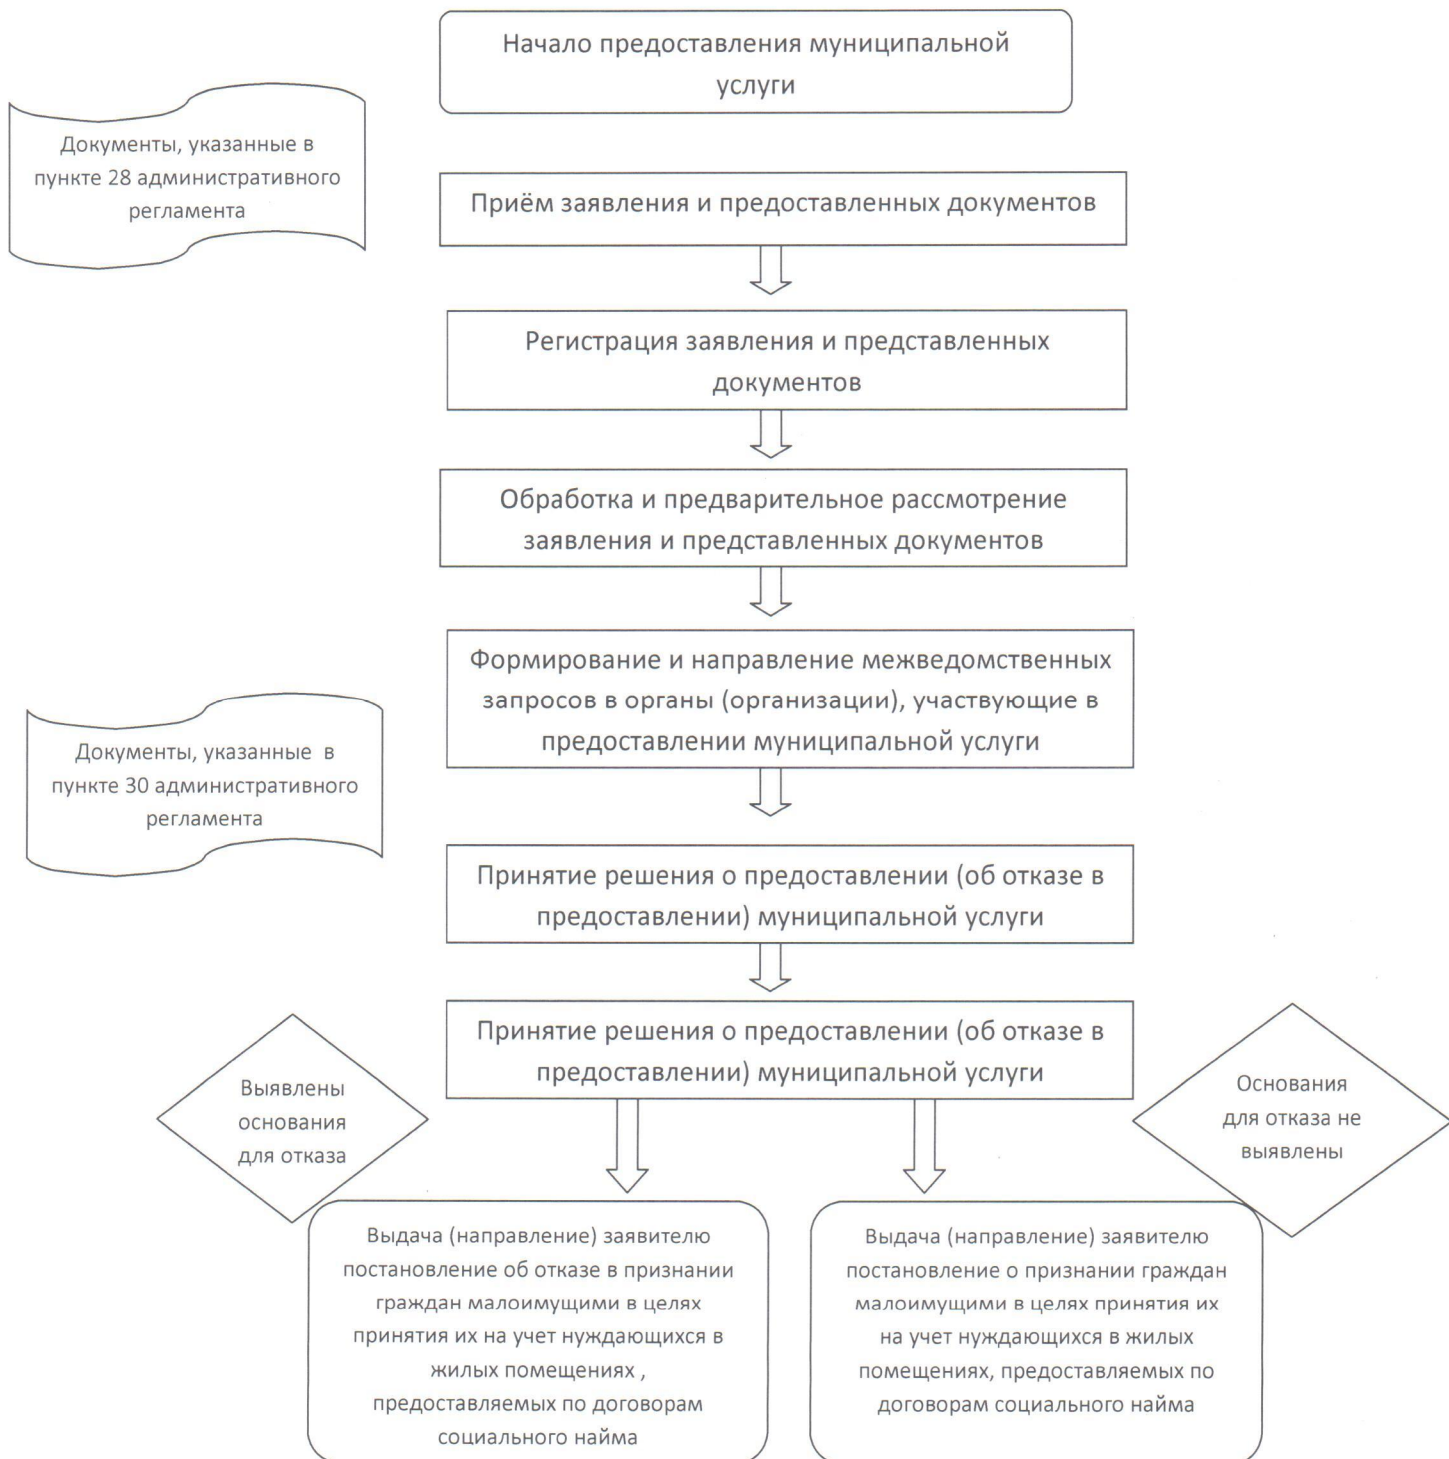 Начало предоставления муниципальной
услуги
Документы, указанные в
пункте 28 административного
регламента
Приём заявления и предоставленных документов
Регистрация заявления и представленных
документов
Обработка и предварительное рассмотрение
заявления и представленных документов
Формирование и направление межведомственных
запросов в органы (организации), участвующие в
предоставлении муниципальной услуги
Документы, указанные в
пункте 30 административного
регламента
Принятие решения о предоставлении (об отказе в
предоставлении) муниципальной услуги
Принятие решения о предоставлении (об отказе в
предоставлении) муниципальной услуги
Выявлены
основания
для отказа
Основания
для отказа не
выявлены
Выдача (направление) заявителю
постановление об отказе в признании
граждан малоимущими в целях
принятия их на учет нуждающихся в
жилых помещениях ,
предоставляемых по договорам
социального найма
Выдача (направление) заявителю
постановление о признании граждан
малоимущими в целях принятия их
на учет нуждающихся в жилых
помещениях, предоставляемых по
договорам социального найма